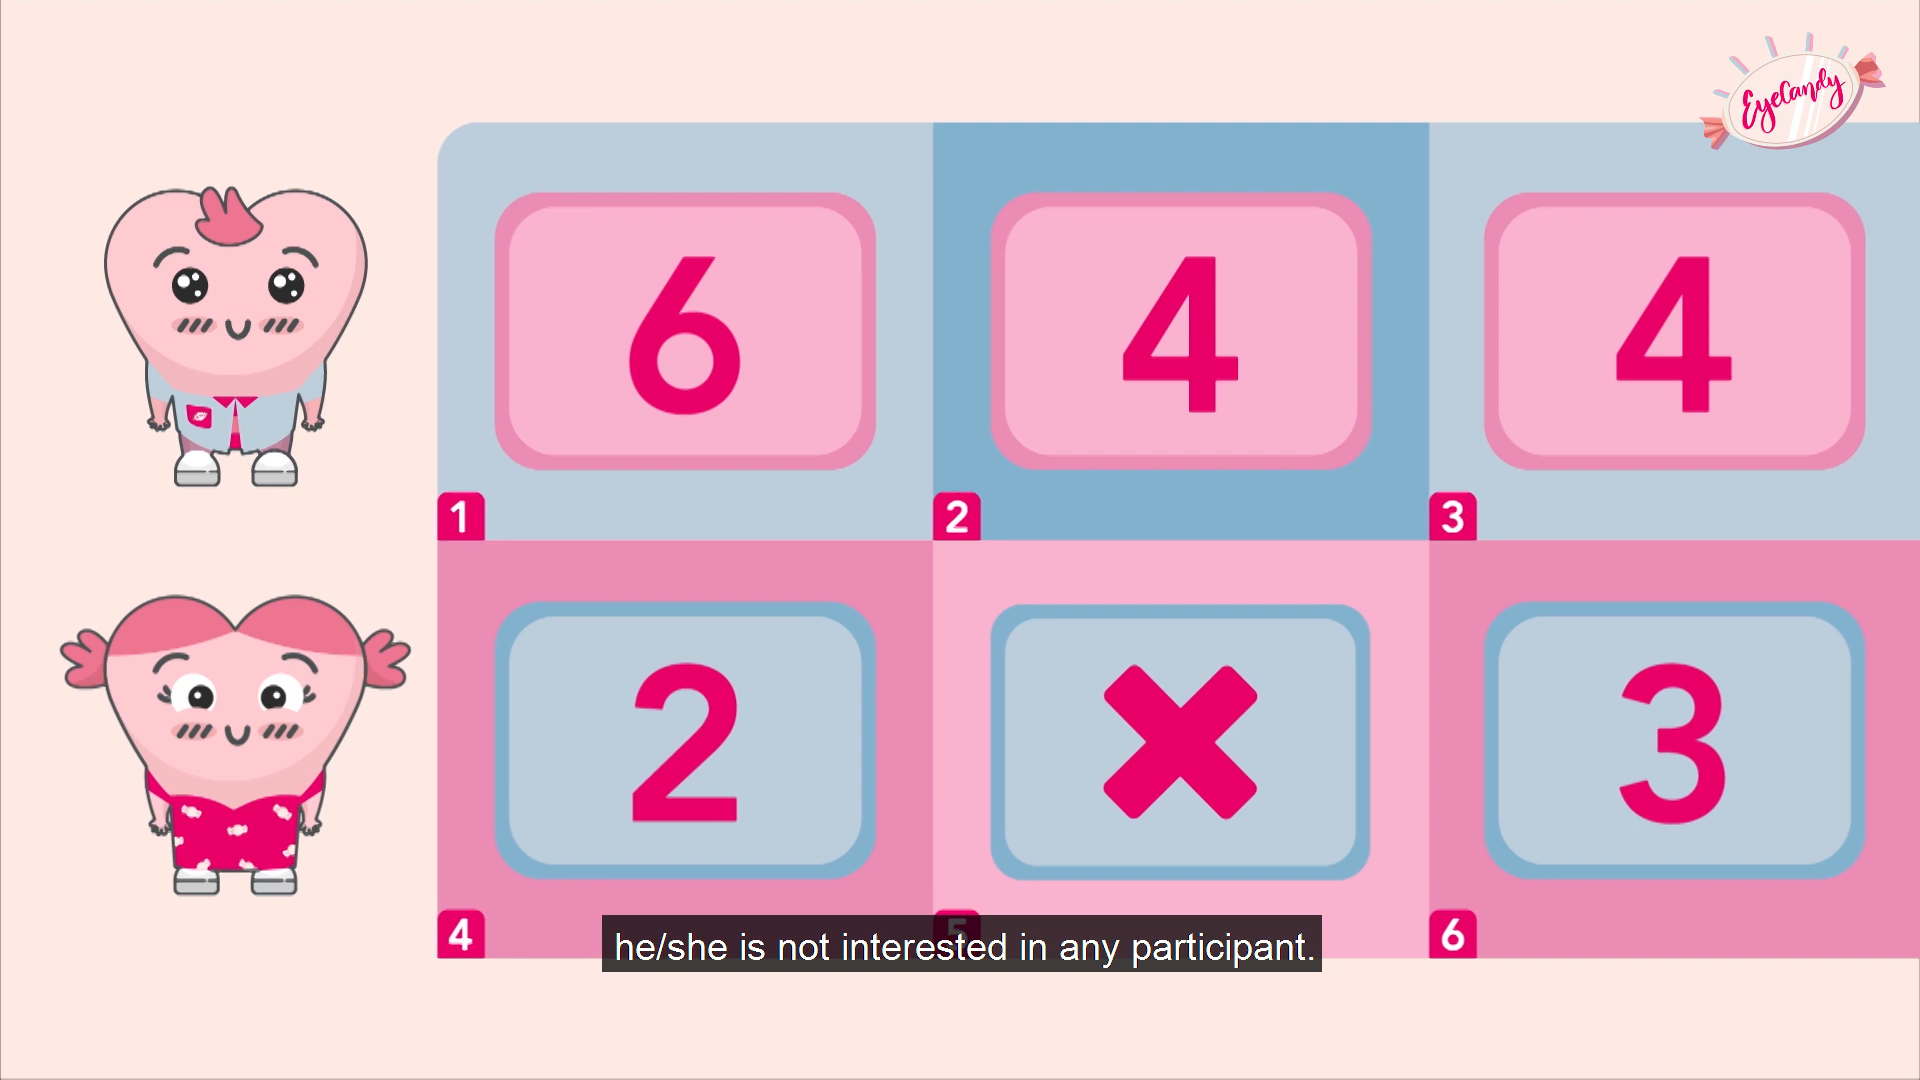 EyeCandy
6 4 4
1 2 3
2 ✖ 3
4 5 6
he/she is not interested in any participant.